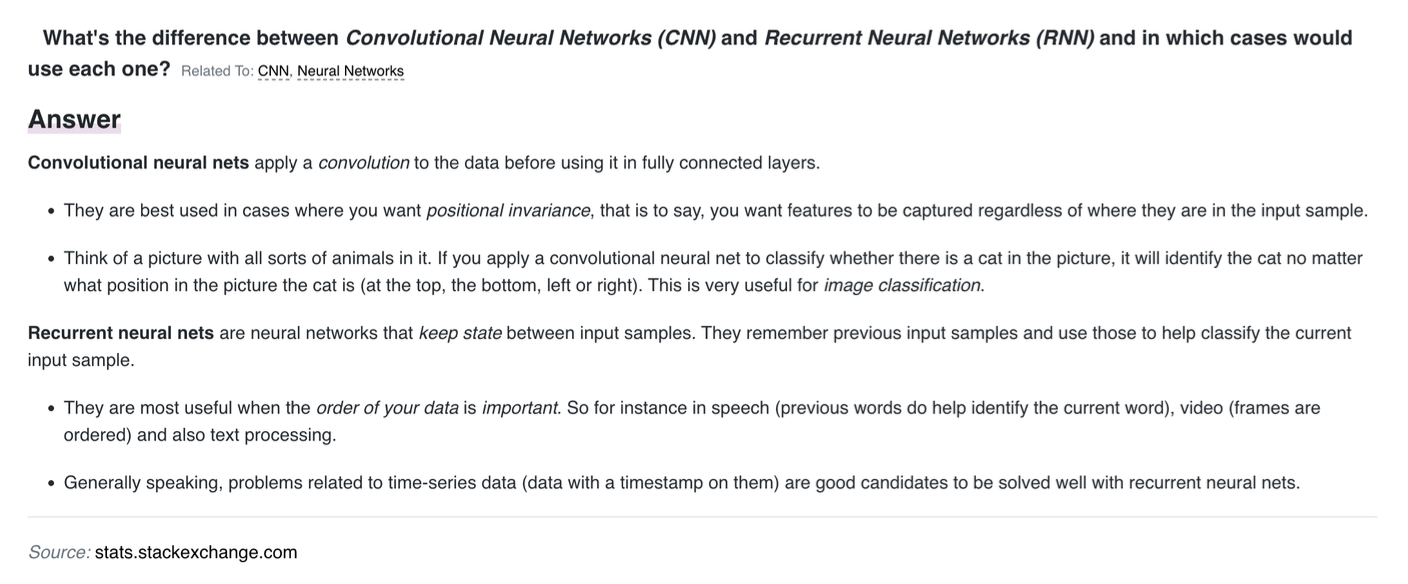 What's the difference between Convolutional Neural Networks (CNN) and Recurrent Neural Networks (RNN) and in which cases would
use each one? Related To: CNN, Neural Networks
Answer
Convolutional neural nets apply a convolution to the data before using it in fully connected layers.
• They are best used in cases where you want positional invariance, that is to say, you want features to be captured regardless of where they are in the input sample.
• Think of a picture with all sorts of animals in it. If you apply a convolutional neural net to classify whether there is a cat in the picture, it will identify the cat no matter
what position in the picture the cat is (at the top, the bottom, left or right). This is very useful for image classification.
Recurrent neural nets are neural networks that keep state between input samples. They remember previous input samples and use those to help classify the current
input sample.
• They are most useful when the order of your data is important. So for instance in speech (previous words do help identify the current word), video (frames are
ordered) and also text processing.
• Generally speaking, problems related to time-series data (data with a timestamp on them) are good candidates to be solved well with recurrent neural nets.
Source: stats.stackexchange.com